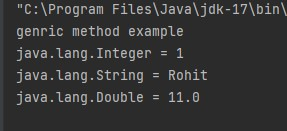 "C:\Program Files\Java\jdk-17\bin\
genric method example
java.lang.Integer = 1
java.lang.String = Rohit
java.lang.Double = 11.0